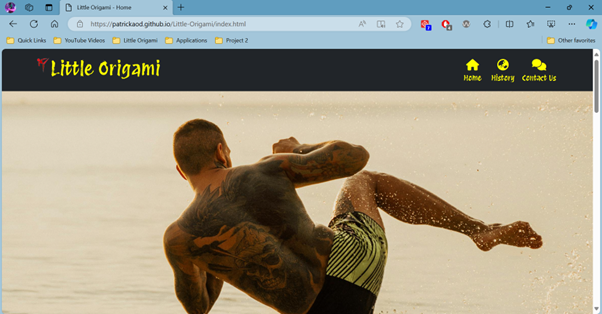 Little Origami - Home
https://patrickaod.github.io/Little-Origami/index.html
Quick Links YouTube Videos Little Origami Applications Project 2 Other favorites
Little Origami
Home History Contact Us